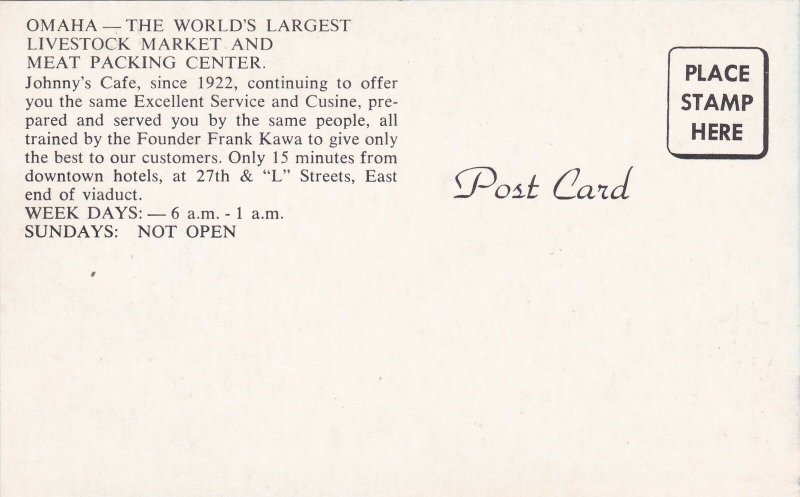 OMAHA — THE WORLD'S LARGEST
LIVESTOCK MARKET AND
MEAT PACKING CENTER.
Johnny's Cafe, since 1922, continuing to offer
you the same Excellent Service and Cusine, pre-
pared and served you by the same people, all
trained by the Founder Frank Kawa to give only
the best to our customers. Only 15 minutes from
downtown hotels, at 27th & "L" Streets, East
end of viaduct.
WEEK DAYS: — 6 a.m. - 1 a.m.
SUNDAYS: NOT OPEN
PLACE
STAMP
HERE
Post Card